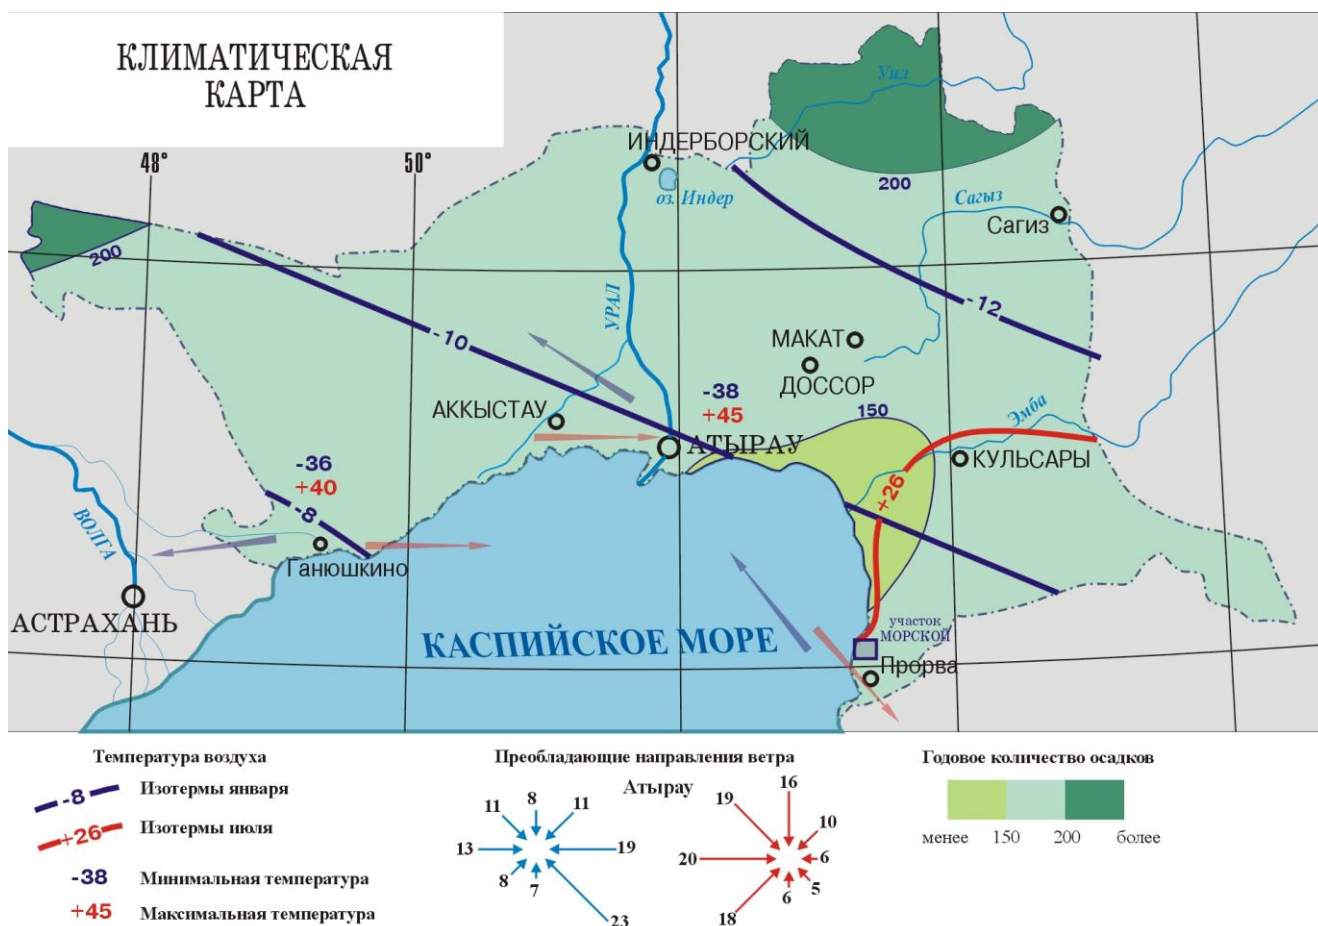 КЛИМАТИЧЕСКАЯ
КАРТА
48°
50°
Уил
ИНДЕРБОРСКИЙ
оз. Индер
200
Сагыз
Сагиз
200
-12
УРАЛ
-10
МАКАТ
ДОССОР
-38
+45
АККЫСТАУ
150
Эмба
АТЫРАУ
КУЛЬСАРЫ
-36
+40
+26
-8
ВОЛГА
Ганюшкино
АСТРАХАНЬ
КАСПИЙСКОЕ МОРЕ
участок
МОРСКОЙ
Прорва
Температура воздуха
-8 Изотермы января
+26 Изотермы июля
-38 Минимальная температура
+45 Максимальная температура
Преобладающие направления ветра
Атырау
11 8 11
13 19
8 7 23
19 16 10
20 6
18 6 5
Годовое количество осадков
менее 150 200 более